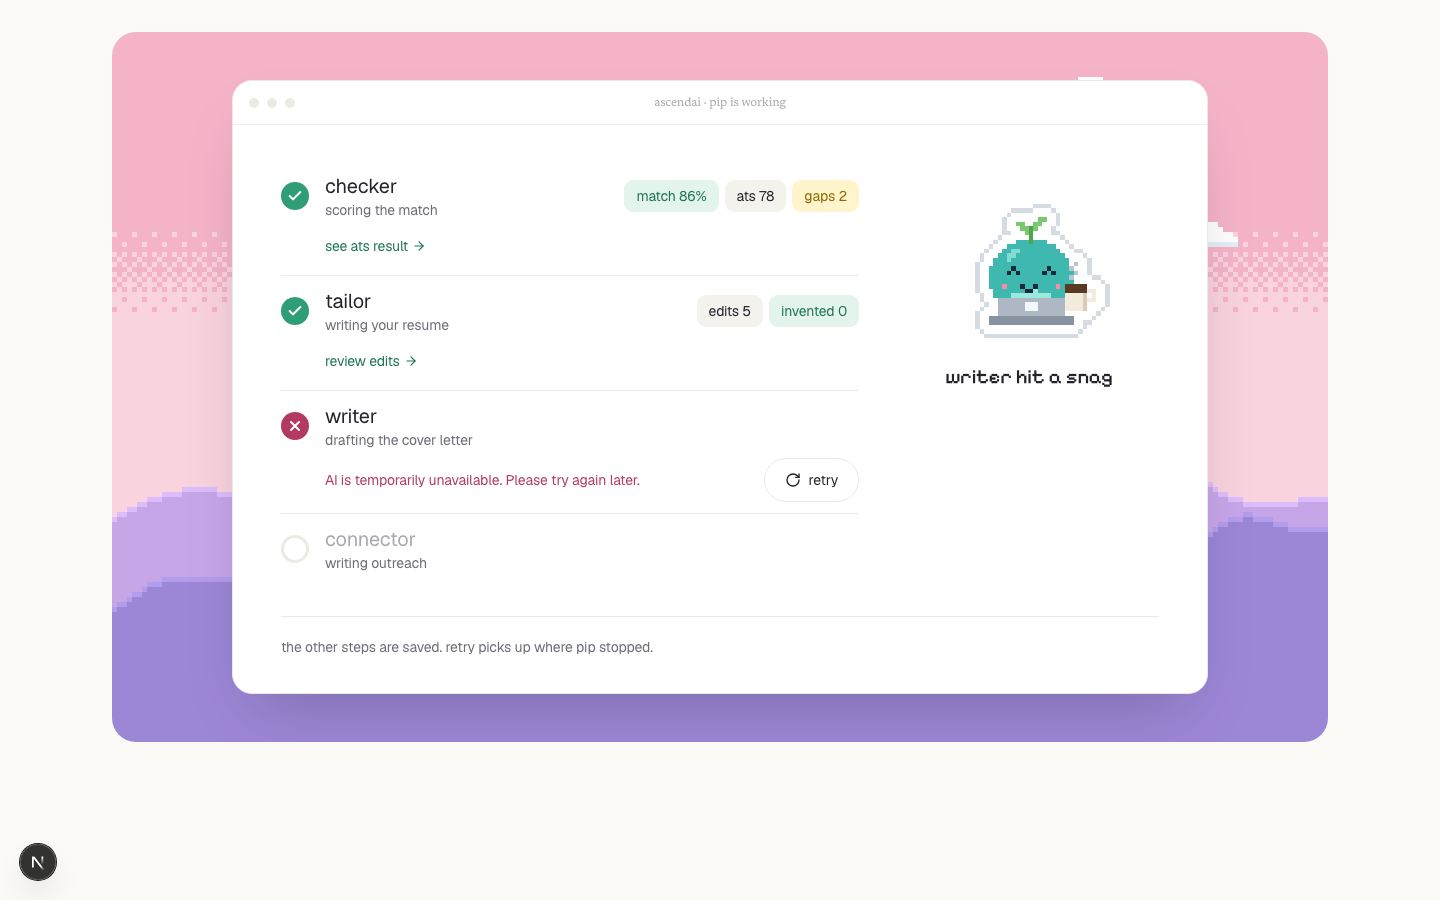 ascendai · pip is working
checker
scoring the match
match 86%
ats 78
gaps 2
see ats result →
tailor
writing your resume
edits 5
invented 0
review edits →
writer hit a snag
writer
drafting the cover letter
AI is temporarily unavailable. Please try again later.
retry
connector
writing outreach
the other steps are saved. retry picks up where pip stopped.
N